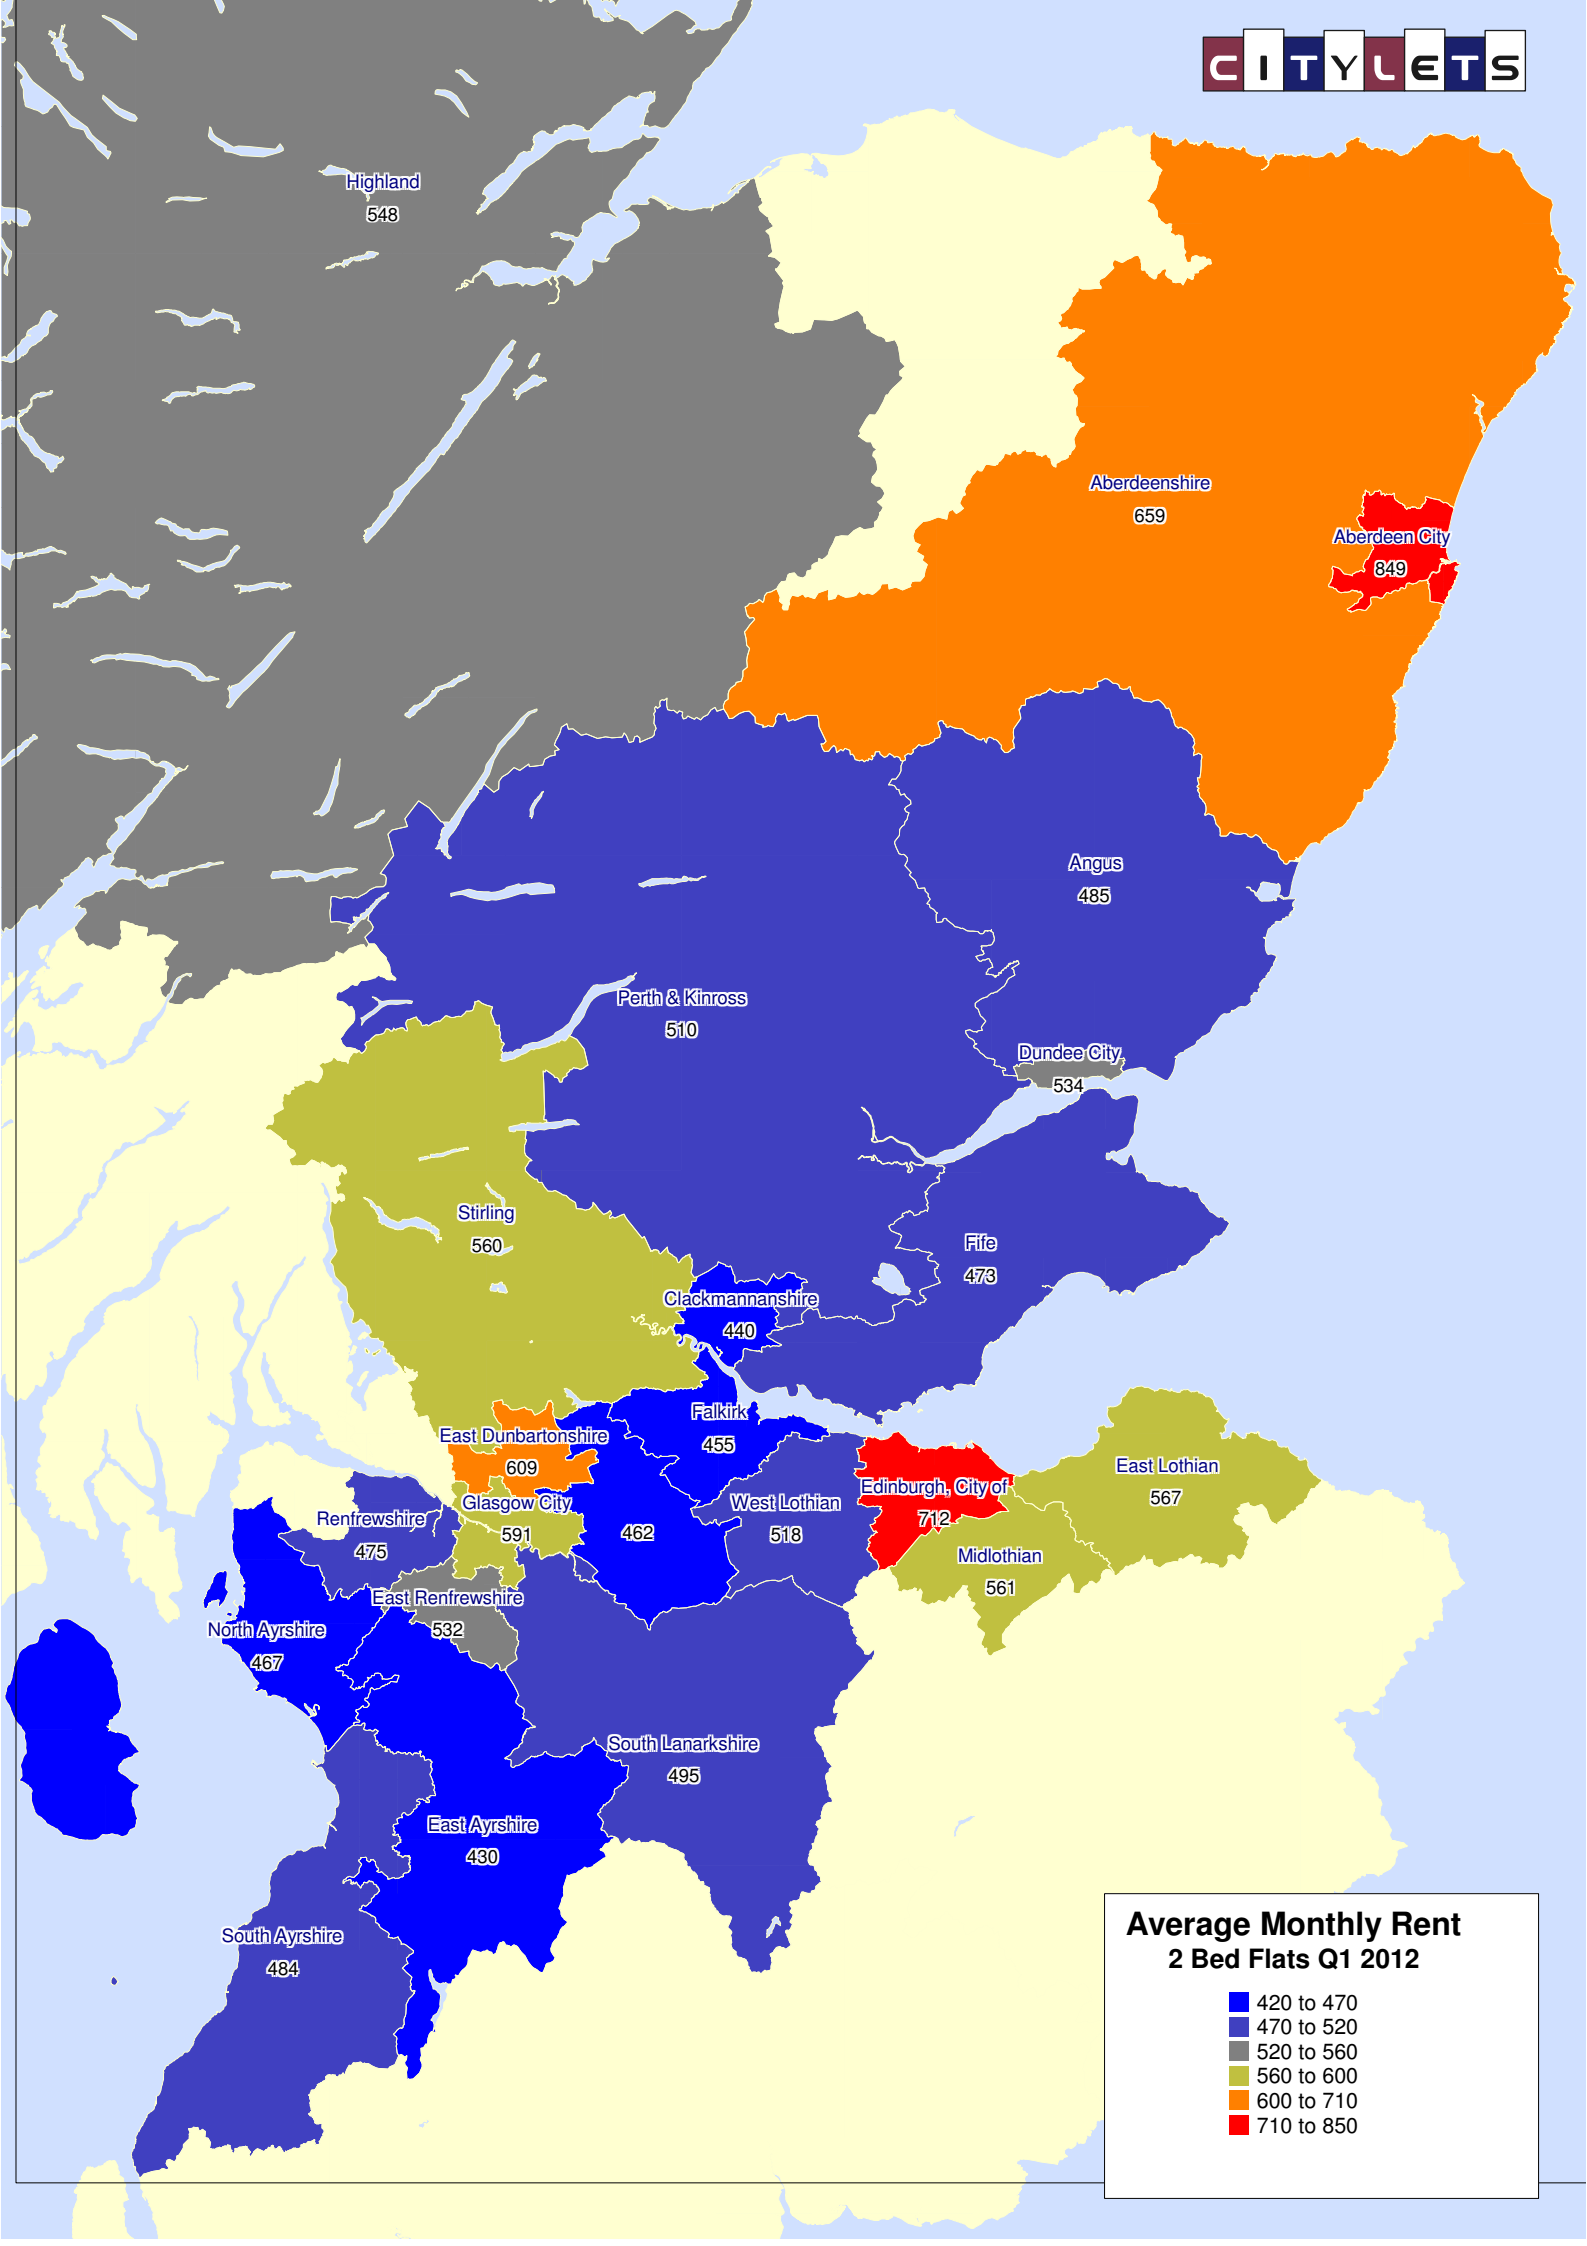 CITYLETS
Highland
548
Aberdeenshire
659
Aberdeen City
849
Angus
485
Perth & Kinross
510
Dundee City
534
Stirling
560
Fife
473
Clackmannanshire
440
Falkirk
455
East Dunbartonshire
609
East Lothian
567
Edinburgh, City of
712
Glasgow City
591
West Lothian
518
462
Renfrewshire
475
Midlothian
561
East Renfrewshire
532
North Ayrshire
467
South Lanarkshire
495
East Ayrshire
430
South Ayrshire
484
Average Monthly Rent
2 Bed Flats Q1 2012
420 to 470
470 to 520
520 to 560
560 to 600
600 to 710
710 to 850